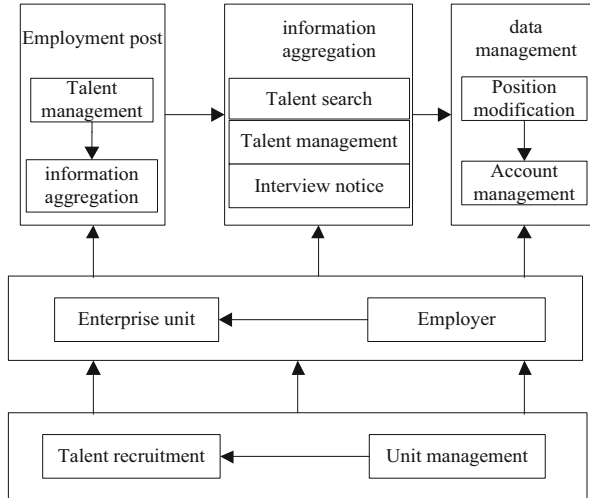 Employment post
Talent
management
information
aggregation
information
aggregation
Talent search
Talent management
Interview notice
data
management
Position
modification
Account
management
Enterprise unit
Employer
Talent recruitment
Unit management